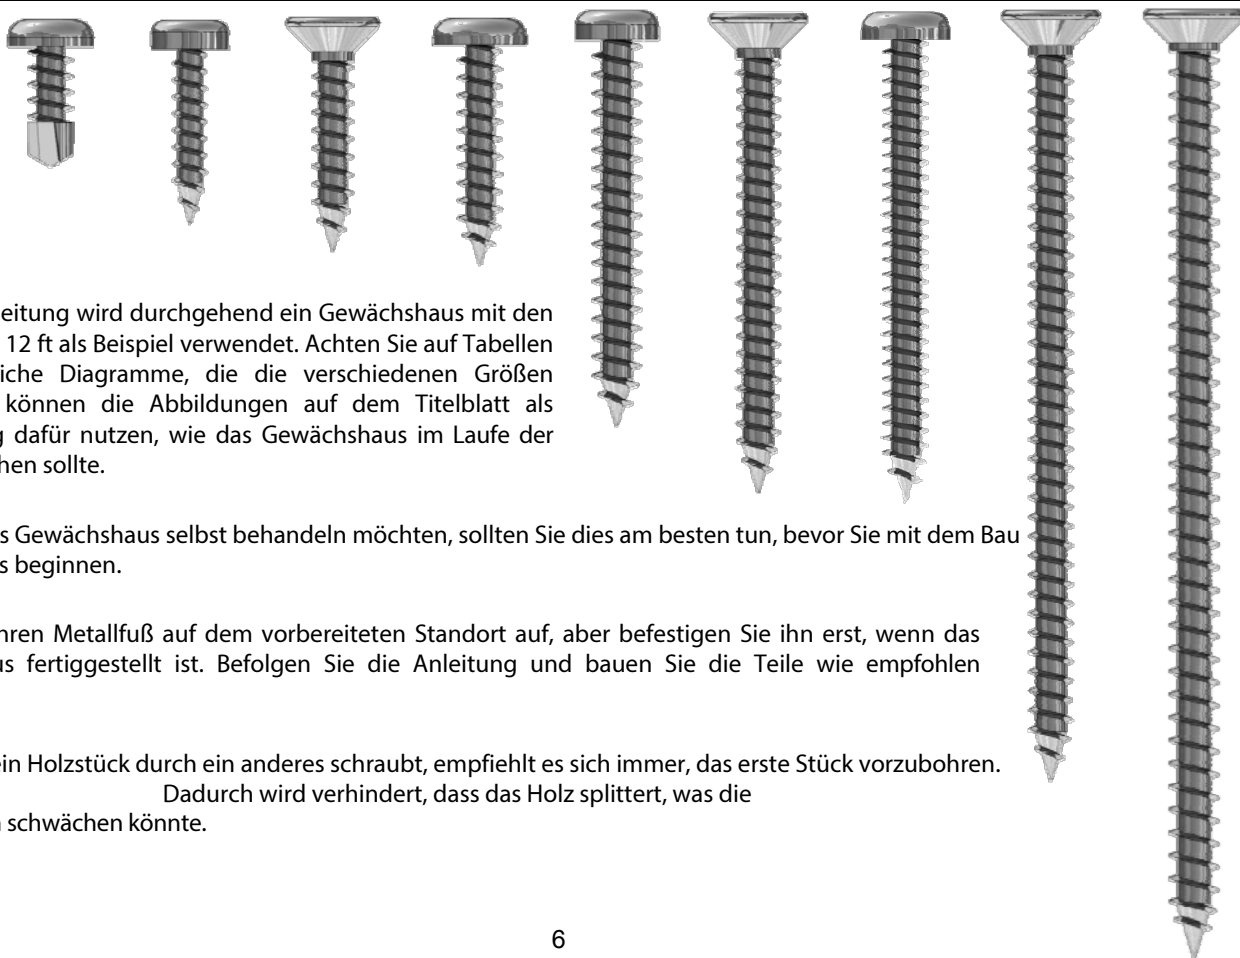 eitung wird durchgehend ein Gewächshaus mit den
12 ft als Beispiel verwendet. Achten Sie auf Tabellen
iche Diagramme, die die verschiedenen Größen
können die Abbildungen auf dem Titelblatt als
g dafür nutzen, wie das Gewächshaus im Laufe der
hen sollte.
s Gewächshaus selbst behandeln möchten, sollten Sie dies am besten tun, bevor Sie mit dem Bau
s beginnen.
hren Metallfuß auf dem vorbereiteten Standort auf, aber befestigen Sie ihn erst, wenn das
us fertiggestellt ist. Befolgen Sie die Anleitung und bauen Sie die Teile wie empfohlen
ein Holzstück durch ein anderes schraubt, empfiehlt es sich immer, das erste Stück vorzubohren.
Dadurch wird verhindert, dass das Holz splittert, was die
schwächen könnte.
6